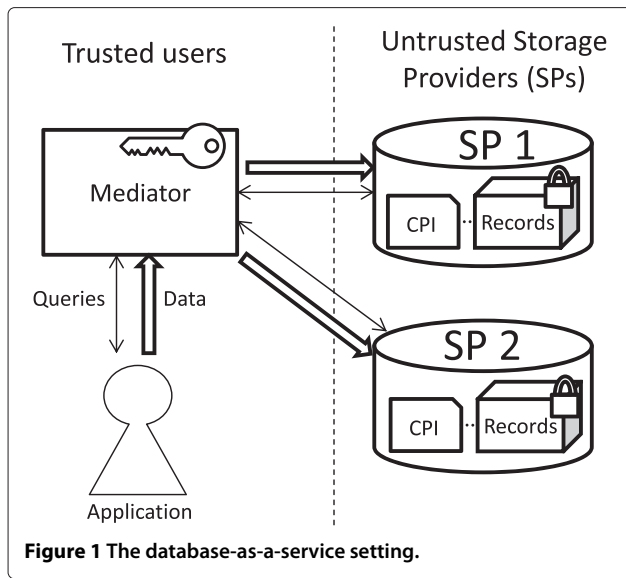 Trusted users
Untrusted Storage
Providers (SPs)
Mediator
SP 1
CPI
..
Records
Queries
Data
SP 2
CPI
..
Records
Application
Figure 1 The database-as-a-service setting.